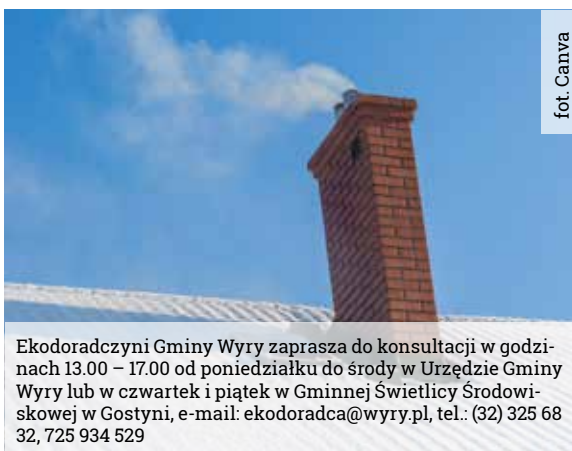 fot. Canva
Ekodoradczyni Gminy Wyry zaprasza do konsultacji w godzi-
nach 13.00 – 17.00 od poniedziałku do środy w Urzędzie Gminy
Wyry lub w czwartek i piątek w Gminnej Świetlicy Środowi-
skowej w Gostyni, e-mail: ekodoradca@wyry.pl, tel.: (32) 325 68
32, 725 934 529